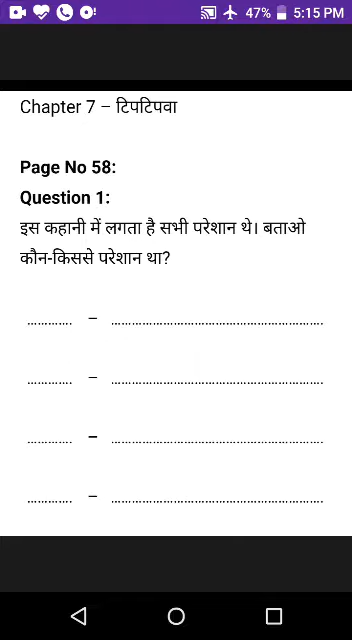 47% 5:15 PM
Chapter 7 – टिपटिपवा
Page No 58:
Question 1:
इस कहानी में लगता है सभी परेशान थे। बताओ
कौन-किससे परेशान था?
............. – .............................................................
............. – .............................................................
............. – .............................................................
............. – .............................................................